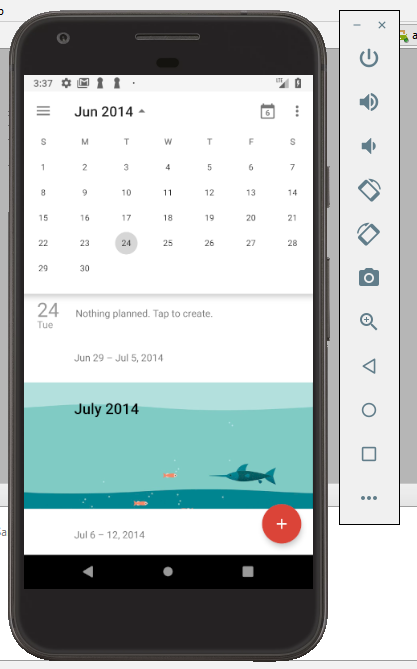 3:37
LTE
Jun 2014
6
S M T W T F S
1 2 3 4 5 6 7
8 9 10 11 12 13 14
15 16 17 18 19 20 21
22 23 24 25 26 27 28
29 30
24
Tue
Nothing planned. Tap to create.
Jun 29 – Jul 5, 2014
July 2014
Jul 6 – 12, 2014